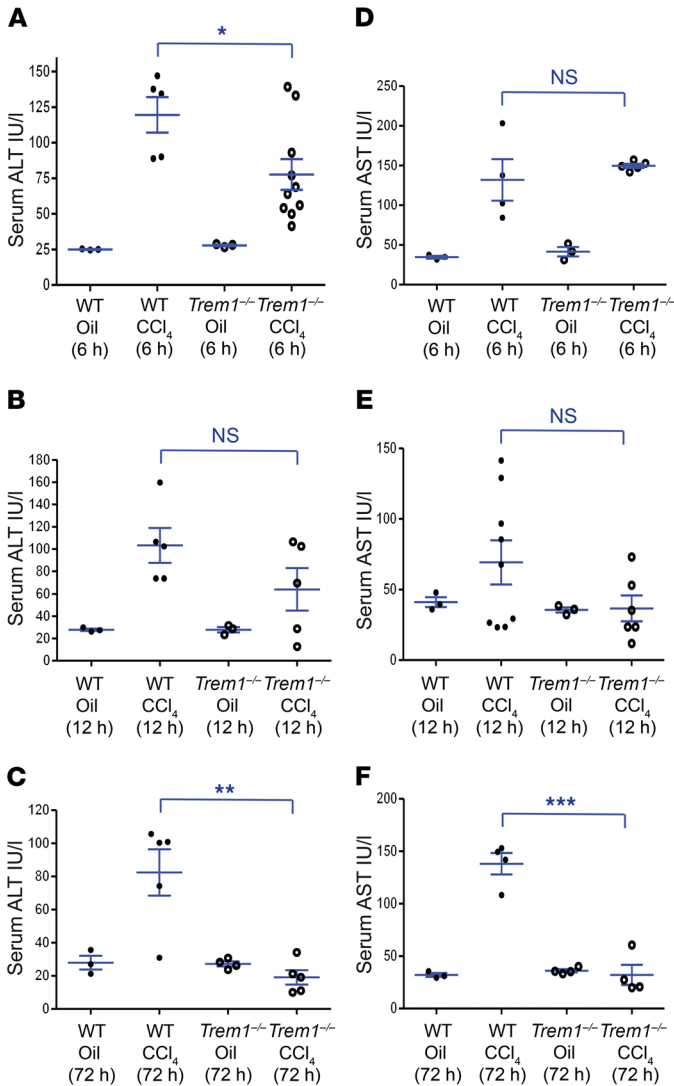 A
*
Serum ALT IU/l
150
125
100
75
50
25
0
WT WT Trem1–/– Trem1–/–
Oil CCl4 Oil CCl4
(6 h) (6 h) (6 h) (6 h)
D
NS
Serum AST IU/l
250
200
150
100
50
0
WT WT Trem1–/– Trem1–/–
Oil CCl4 Oil CCl4
(6 h) (6 h) (6 h) (6 h)
B
NS
Serum ALT IU/l
180
160
140
120
100
80
60
40
20
0
WT WT Trem1–/– Trem1–/–
Oil CCl4 Oil CCl4
(12 h) (12 h) (12 h) (12 h)
E
NS
Serum AST IU/l
150
100
50
0
WT WT Trem1–/– Trem1–/–
Oil CCl4 Oil CCl4
(12 h) (12 h) (12 h) (12 h)
C
**
Serum ALT IU/l
120
100
80
60
40
20
0
WT WT Trem1–/– Trem1–/–
Oil CCl4 Oil CCl4
(72 h) (72 h) (72 h) (72 h)
F
***
Serum AST IU/l
200
150
100
50
0
WT WT Trem1–/– Trem1–/–
Oil CCl4 Oil CCl4
(72 h) (72 h) (72 h) (72 h)